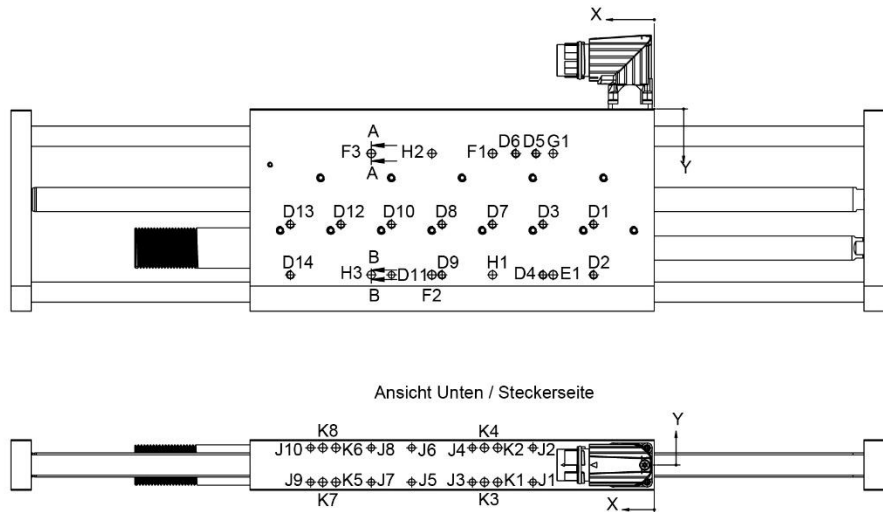 X
A
D6 D5 G1
F3 H2 F1
A
Y
D13 D12 D10 D8 D7 D3 D1
B
D14 H3 D11 D9 H1 D4 E1 D2
B F2
Ansicht Unten / Steckerseite
K8 K4 Y
J10 K6 J8 J6 J4 K2 J2
J9 K5 J7 J5 J3 K1 J1
K7 K3 X